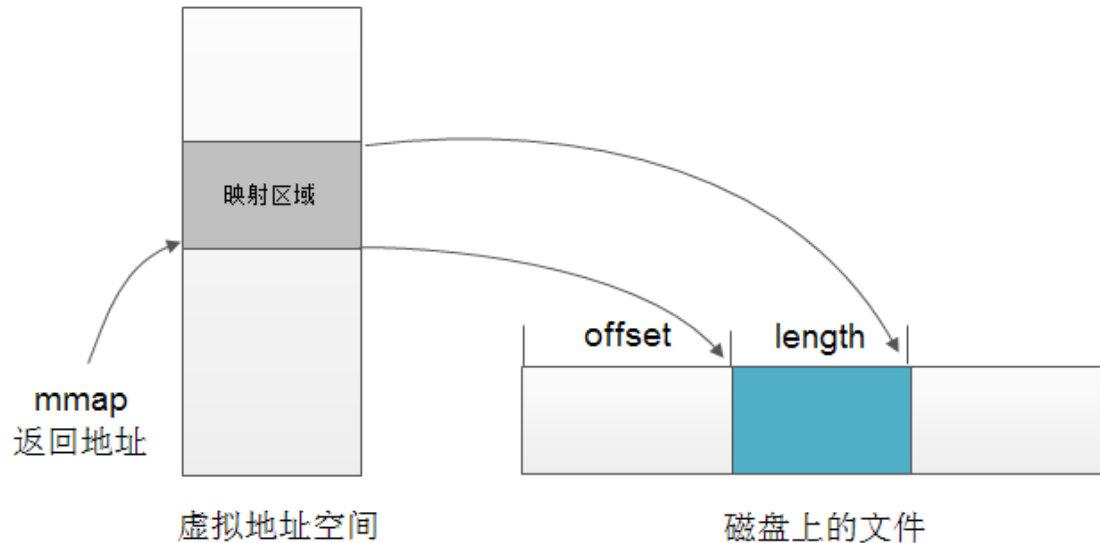 映射区域
offset
length
mmap
返回地址
虚拟地址空间
磁盘上的文件